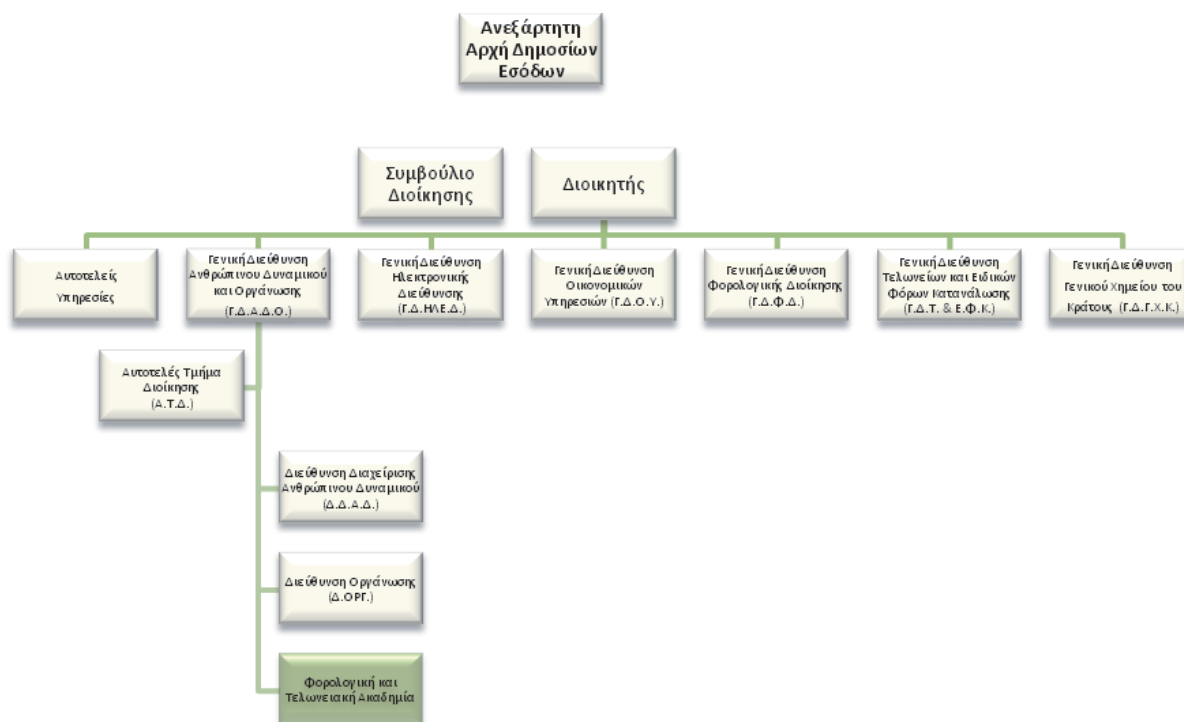 Ανεξάρτητη
Αρχή Δημοσίων
Εσόδων
Συμβούλιο
Διοίκησης
Διοικητής
Αυτοτελείς
Υπηρεσίες
Γενική Διεύθυνση
Ανθρώπινου Δυναμικού
και Οργάνωσης
(Γ.Δ.Α.Δ.Ο.)
Γενική Διεύθυνση
Ηλεκτρονικής
Διεύθυνσης
(Γ.Δ.ΗΛΕ.Δ.)
Γενική Διεύθυνση
Οικονομικών
Υπηρεσιών (Γ.Δ.Ο.Υ.)
Γενική Διεύθυνση
Φορολογικής Διοίκησης
(Γ.Δ.Φ.Δ.)
Γενική Διεύθυνση
Τελωνείων και Ειδικών
Φόρων Κατανάλωσης
(Γ.Δ.Τ. & Ε.Φ.Κ.)
Γενική Διεύθυνση
Γενικού Χημείου του
Κράτους (Γ.Δ.Γ.Χ.Κ.)
Αυτοτελές Τμήμα
Διοίκησης
(Α.Τ.Δ.)
Διεύθυνση Διαχείρισης
Ανθρώπινου Δυναμικού
(Δ.Δ.Α.Δ.)
Διεύθυνση Οργάνωσης
(Δ.ΟΡΓ.)
Φορολογική και
Τελωνειακή Ακαδημία